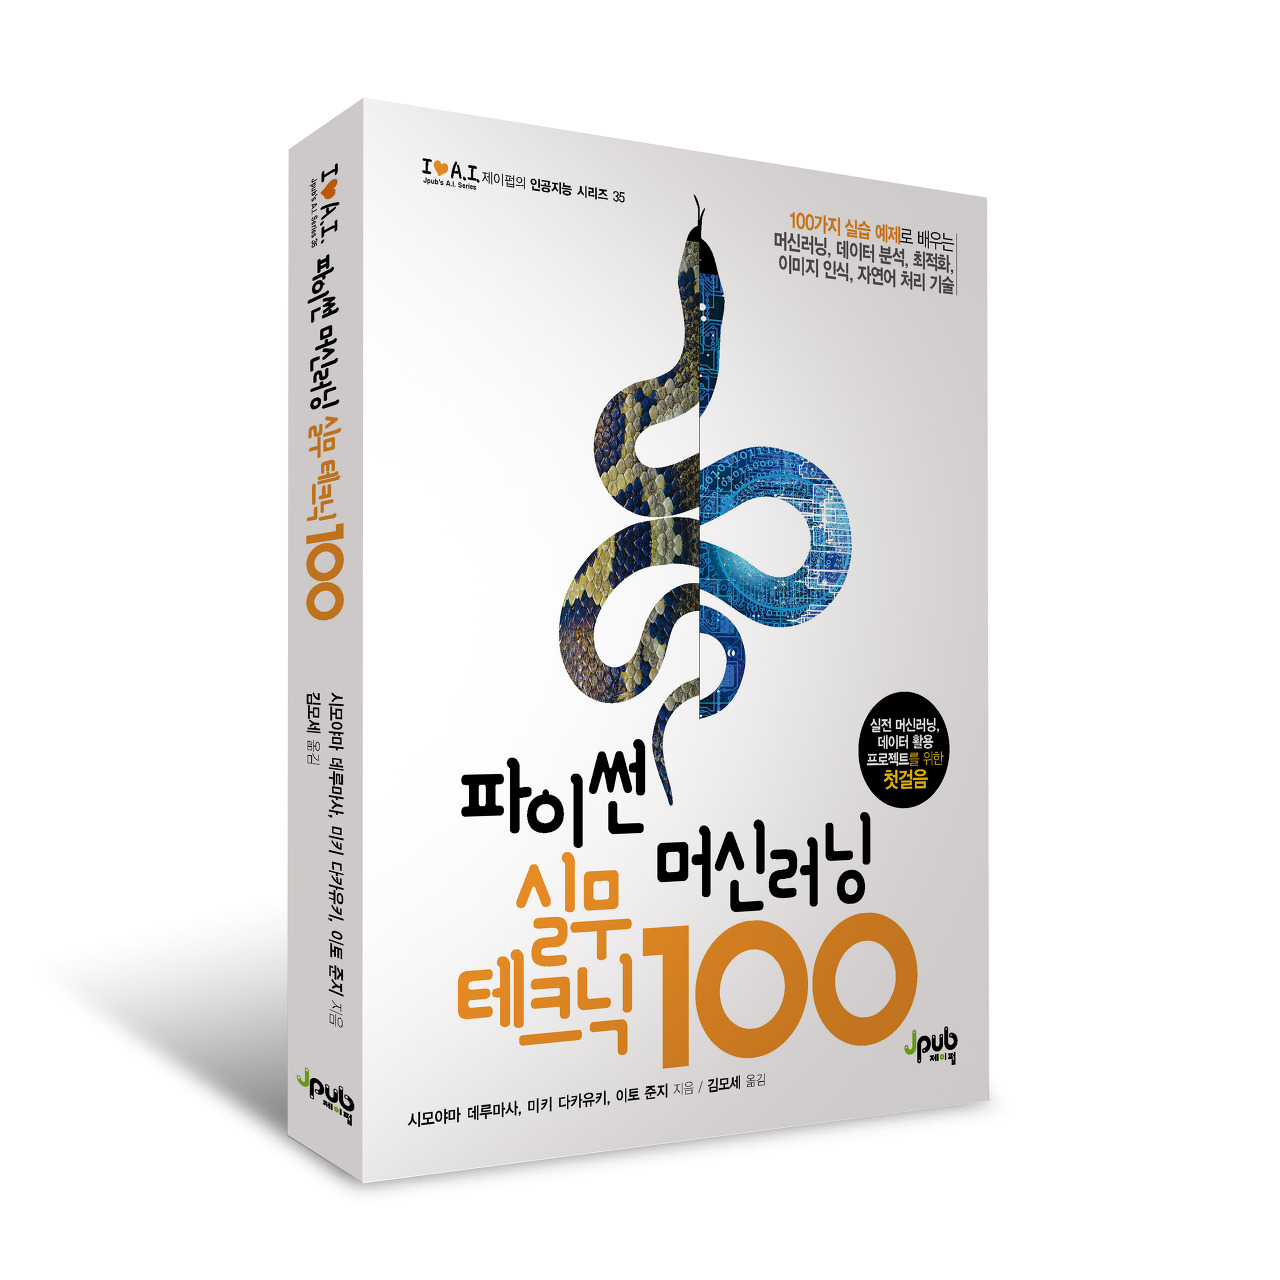 I♥A.I. 제이펍의 인공지능 시리즈 35
Jpub's A.I. Series
100가지 실습 예제로 배우는
머신러닝, 데이터 분석, 최적화,
이미지 인식, 자연어 처리 기술
실전 머신러닝,
데이터 활용
프로젝트를 위한
첫걸음
파이썬
머신러닝
실무
테크닉 100
Jpub
제이펍
시모야마 데루마사, 미키 다카유키, 이토 준지 지음 / 김모세 옮김
I♥A.I.
Jpub's A.I. Series 35
파이썬 머신러닝 실무 테크닉 100
시모야마 데루마사, 미키 다카유키, 이토 준지 지음
김모세 옮김
Jpub
제이펍